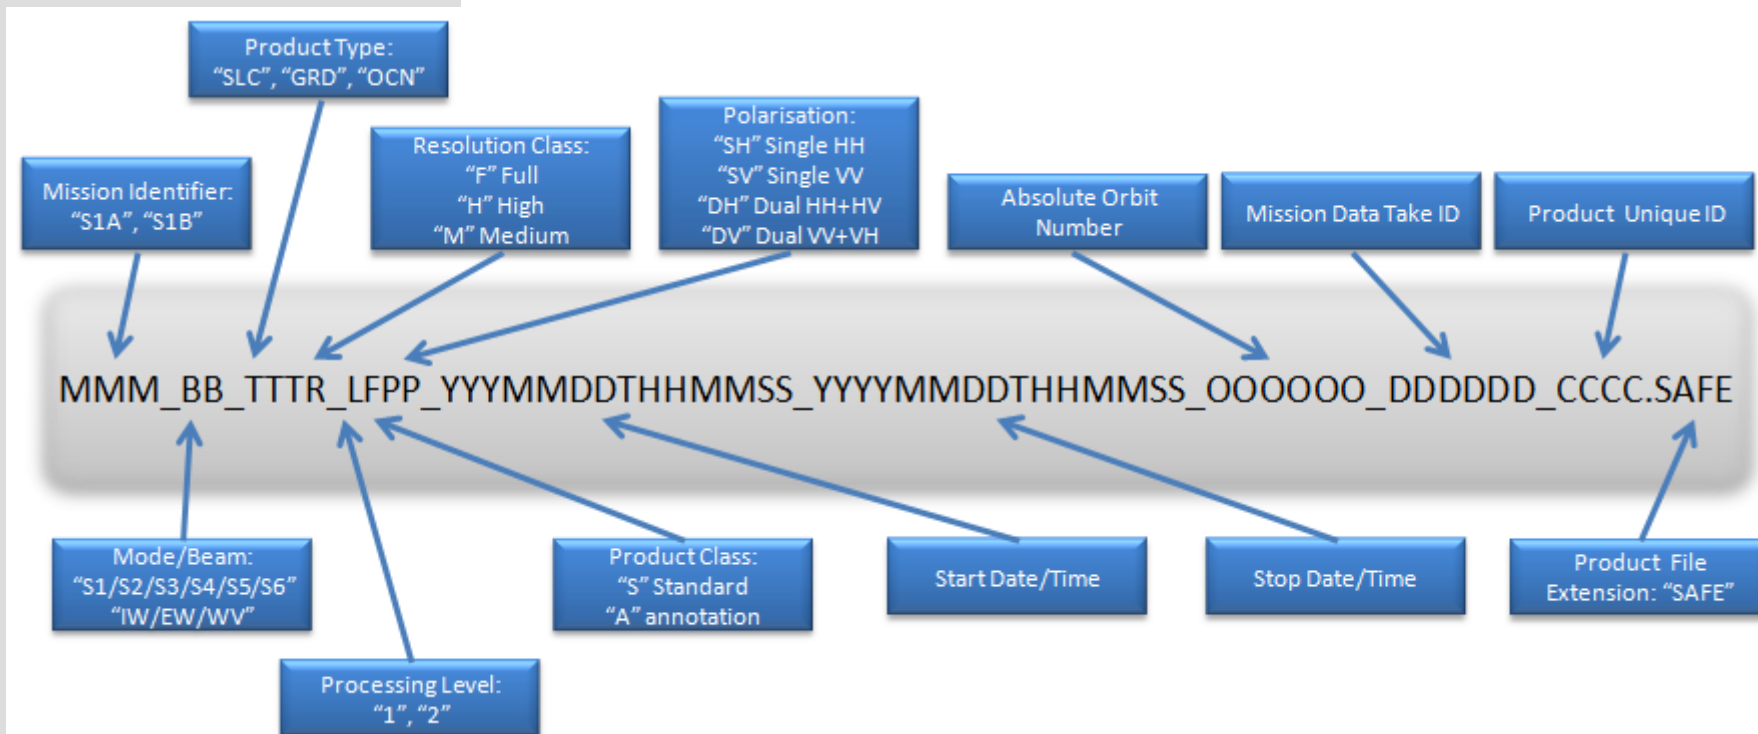 Product Type:
“SLC”, “GRD”, “OCN”
Mission Identifier:
“S1A”, “S1B”
Resolution Class:
“F” Full
“H” High
“M” Medium
Polarisation:
“SH” Single HH
“SV” Single VV
“DH” Dual HH+HV
“DV” Dual VV+VH
Absolute Orbit
Number
Mission Data Take ID
Product Unique ID
MMM_BB_TTTR_LFPP_YYYMMDDTHHMMSS_YYYYMMDDTHHMMSS_OOOOOO_DDDDDD_CCCC.SAFE
Mode/Beam:
“S1/S2/S3/S4/S5/S6”
“IW/EW/WV”
Processing Level:
“1”, “2”
Product Class:
“S” Standard
“A” annotation
Start Date/Time
Stop Date/Time
Product File
Extension: “SAFE”